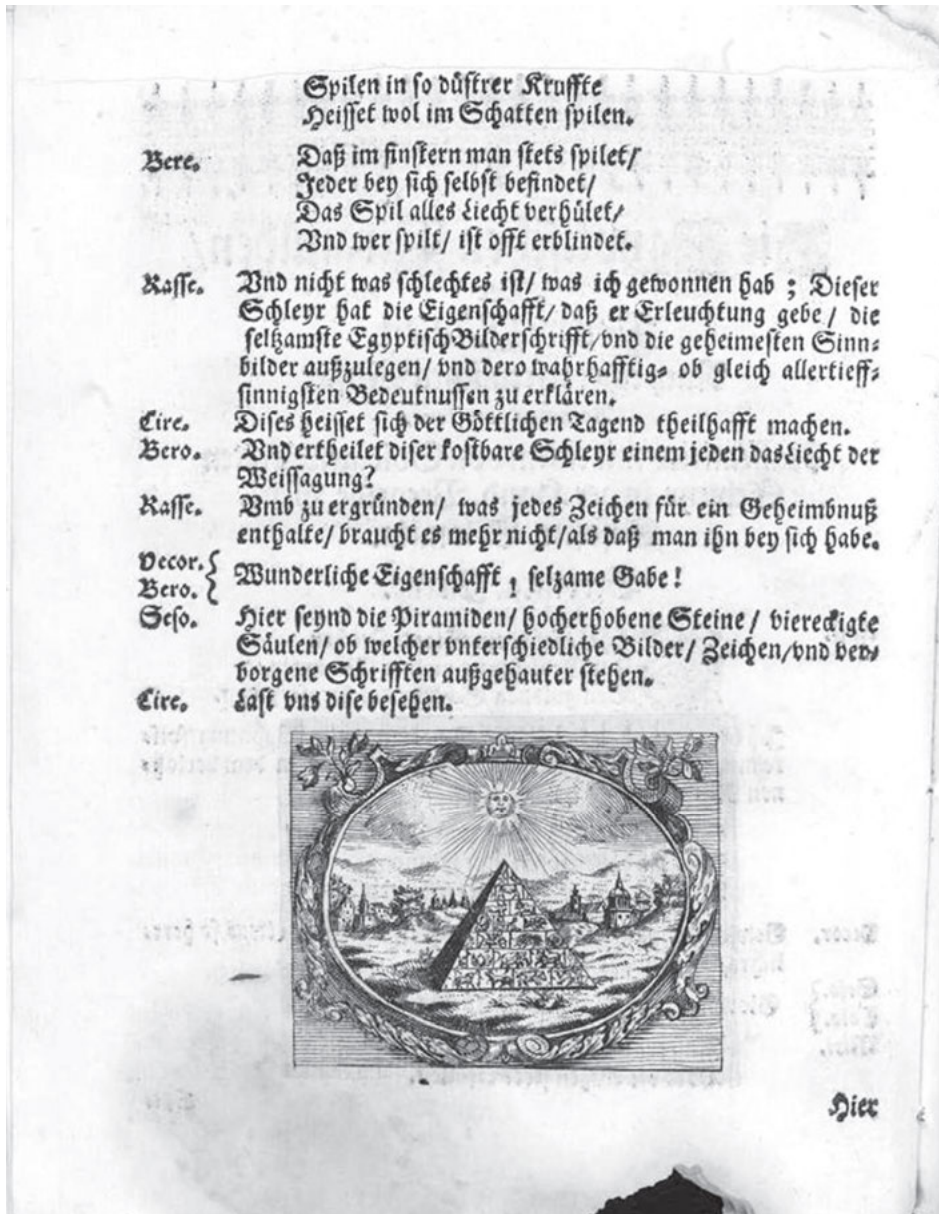 Spilen in so düstrer Kruffte
Heisset wol im Schatten spilen.
Bere. Daß im finstern man stets spilet/
Jeder bey sich selbst befindet/
Das Spil alles Liecht verhület/
Vnd wer spilt/ ist offt erblindet.
Rasse. Vnd nicht was schlechtes ist/ was ich gewonnen hab ; Dieser
Schleyr hat die Eigenschafft/ daß er Erleuchtung gebe / die
seltzamste Egyptisch Bilderschrifft/ vnd die geheimesten Sinn-
bilder außzulegen/ vnd dero wahrhafftig- ob gleich allertieff-
sinnigsten Bedeutnussen zu erklären.
Cire. Dises heisset sich der Göttlichen Tagend theilhafft machen.
Bero. Vnd ertheilet diser kostbare Schleyr einem jeden das Liecht der
Weissagung?
Rasse. Vmb zu ergründen/ was jedes Zeichen für ein Geheimbnuß
enthalte/ braucht es mehr nicht/ als daß man ihn bey sich habe.
Vecor. {
Bero. { Wunderliche Eigenschafft , selzame Gabe !
Seso. Hier seynd die Piramiden/ hocherhobene Steine / viereckigte
Säulen/ ob welcher vnterschiedliche Bilder/ Zeichen/ vnd ver-
borgene Schrifften außgehauter stehen.
Circ. Last vns dise besehen.
Hier